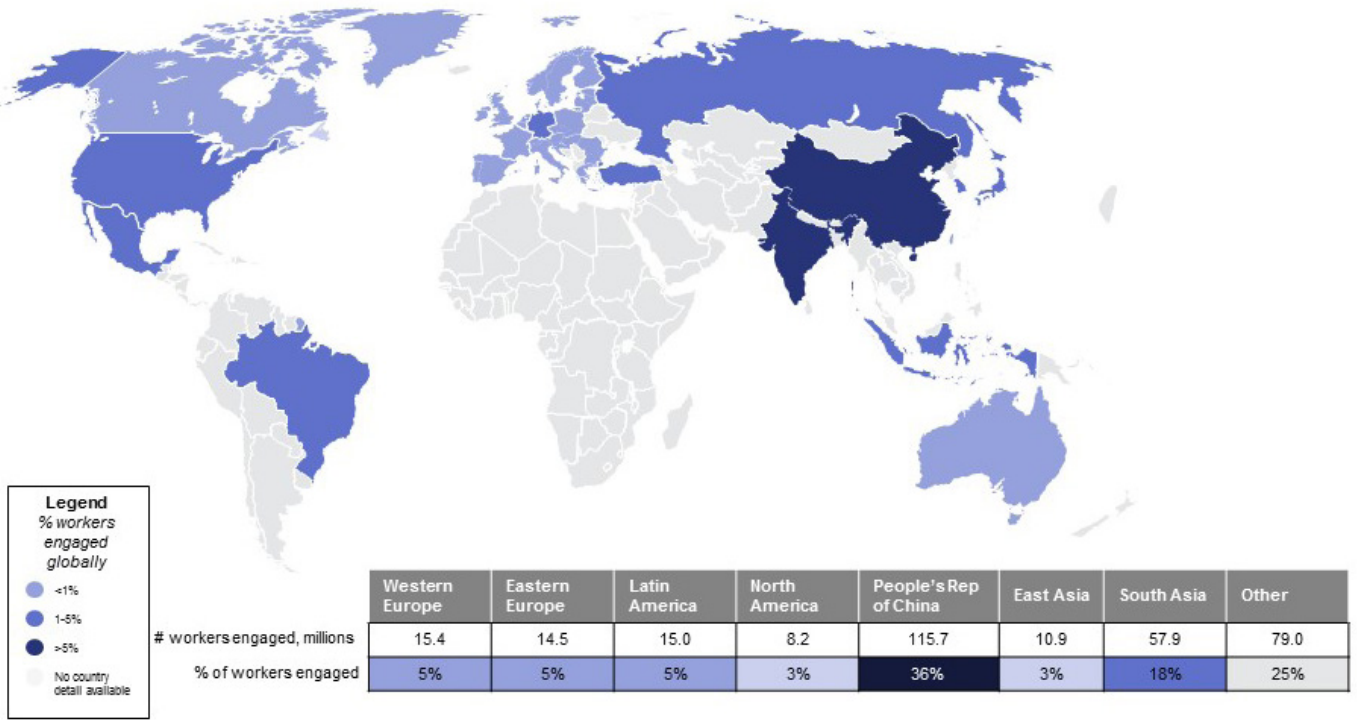 Legend
% workers
engaged
globally
<1%
1-5%
>5%
No country
detail available
Western Europe Eastern Europe Latin America North America People's Rep of China East Asia South Asia Other
# workers engaged, millions 15.4 14.5 15.0 8.2 115.7 10.9 57.9 79.0
% of workers engaged 5% 5% 5% 3% 36% 3% 18% 25%